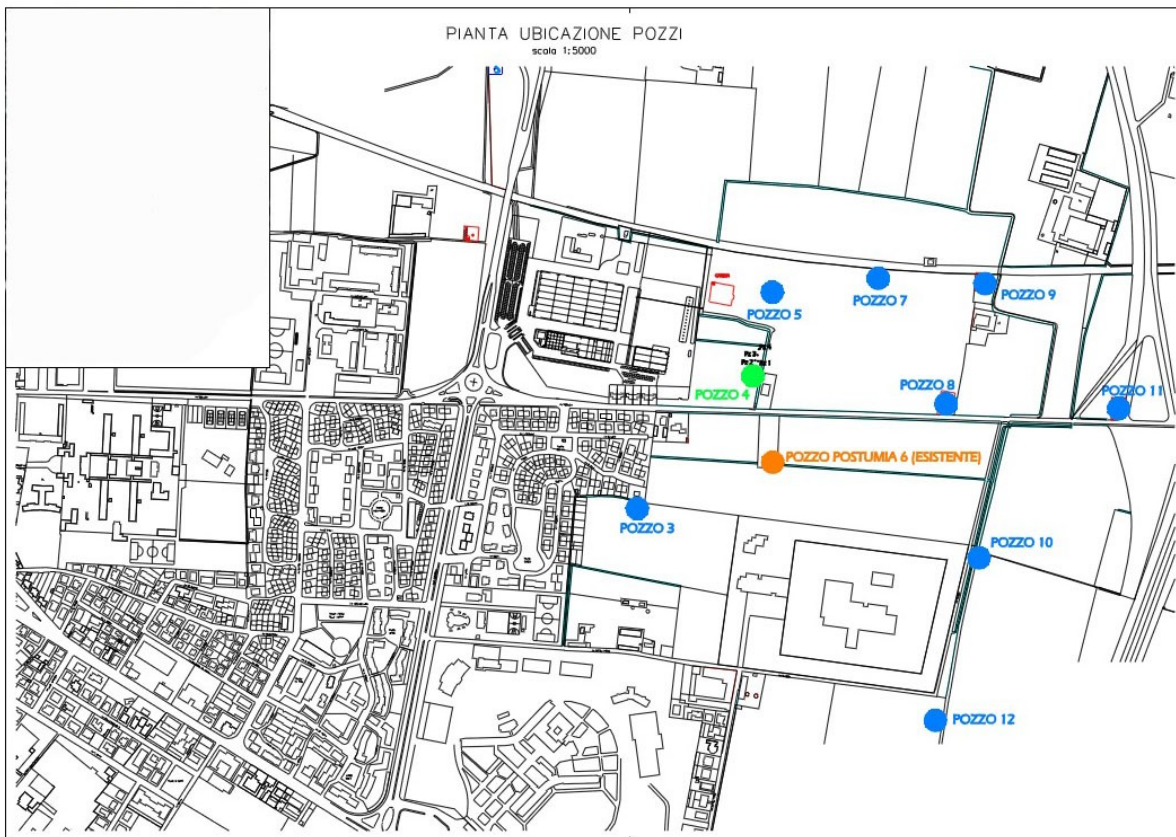 PIANTA UBICAZIONE POZZI
scala 1:5000
POZZO 5
POZZO 7
POZZO 9
POZZO 4
POZZO 8
POZZO 11
POZZO POSTUMIA 6 (ESISTENTE)
POZZO 3
POZZO 10
POZZO 12